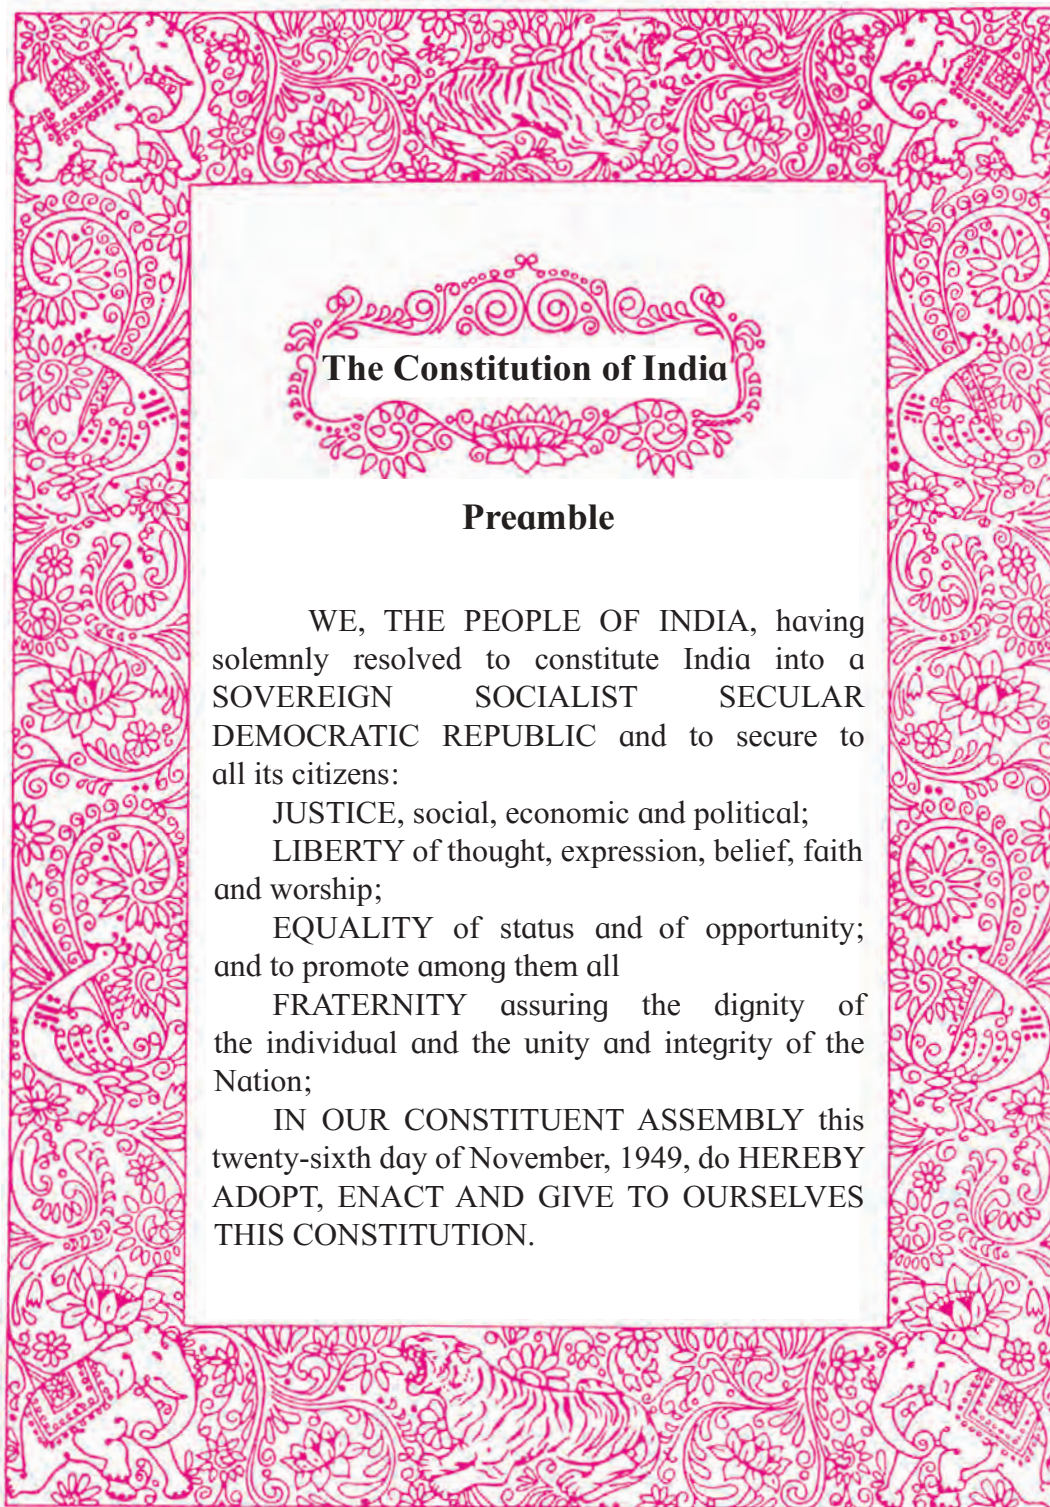 The Constitution of India
Preamble
WE, THE PEOPLE OF INDIA, having
solemnly resolved to constitute India into a
SOVEREIGN SOCIALIST SECULAR
DEMOCRATIC REPUBLIC and to secure to
all its citizens:
JUSTICE, social, economic and political;
LIBERTY of thought, expression, belief, faith
and worship;
EQUALITY of status and of opportunity;
and to promote among them all
FRATERNITY assuring the dignity of
the individual and the unity and integrity of the
Nation;
IN OUR CONSTITUENT ASSEMBLY this
twenty-sixth day of November, 1949, do HEREBY
ADOPT, ENACT AND GIVE TO OURSELVES
THIS CONSTITUTION.